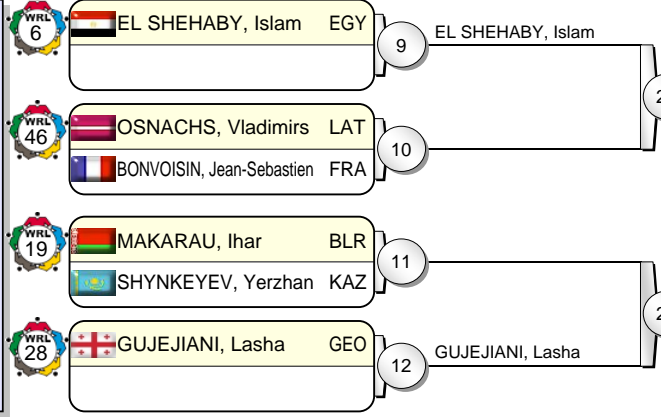 WRL
6
EL SHEHABY, Islam EGY
9
EL SHEHABY, Islam
WRL
46
OSNACHS, Vladimirs LAT
BONVOISIN, Jean-Sebastien FRA
10
WRL
19
MAKARAU, Ihar BLR
SHYNKEYEV, Yerzhan KAZ
11
WRL
28
GUJEJIANI, Lasha GEO
12
GUJEJIANI, Lasha